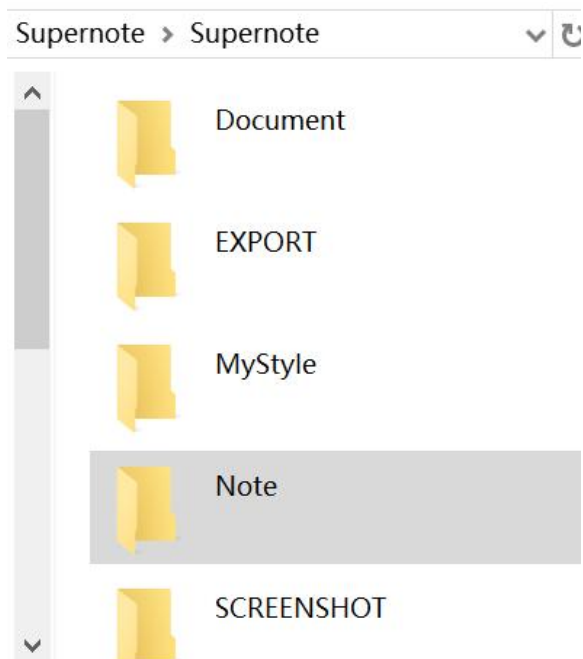 Supernote > Supernote
Document
EXPORT
MyStyle
Note
SCREENSHOT